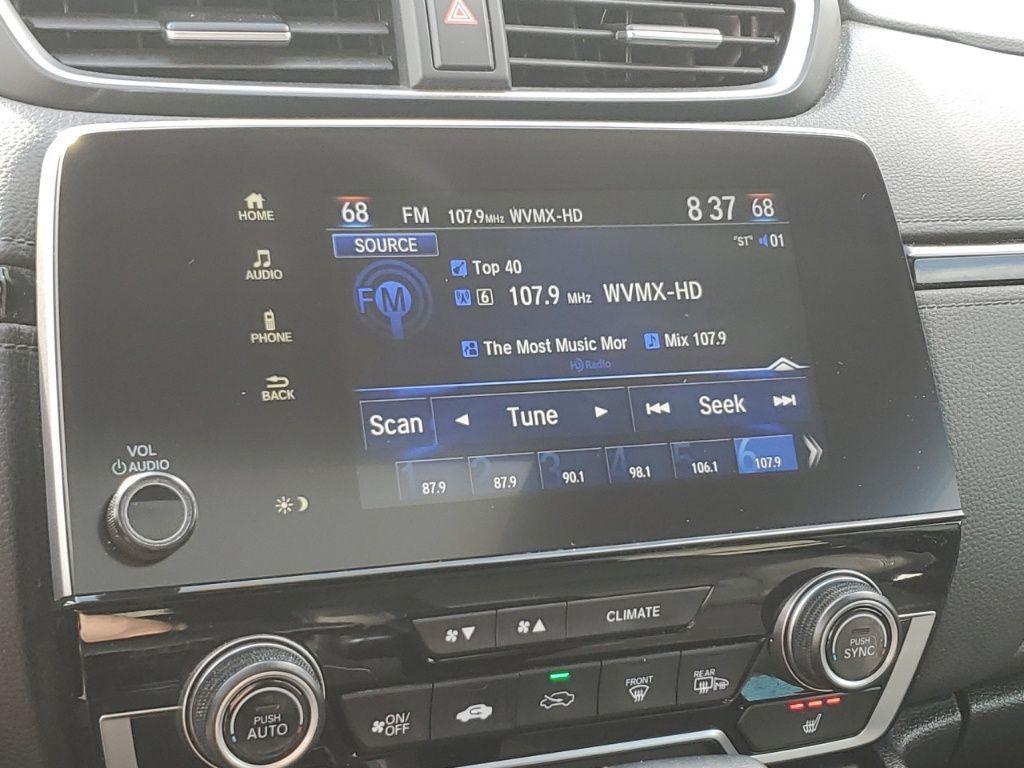 68 FM 107.9MHz WVMX-HD 8 37 68
HOME
SOURCE
"ST" 01
AUDIO
FM
Top 40
6 107.9 MHz WVMX-HD
PHONE
The Most Music Mor Mix 107.9
HD Radio
BACK
Scan Tune Seek
1 87.9 2 87.9 3 90.1 4 98.1 5 106.1 6 107.9
VOL
AUDIO
CLIMATE
PUSH
SYNC
PUSH
AUTO
ON/
OFF
FRONT
REAR